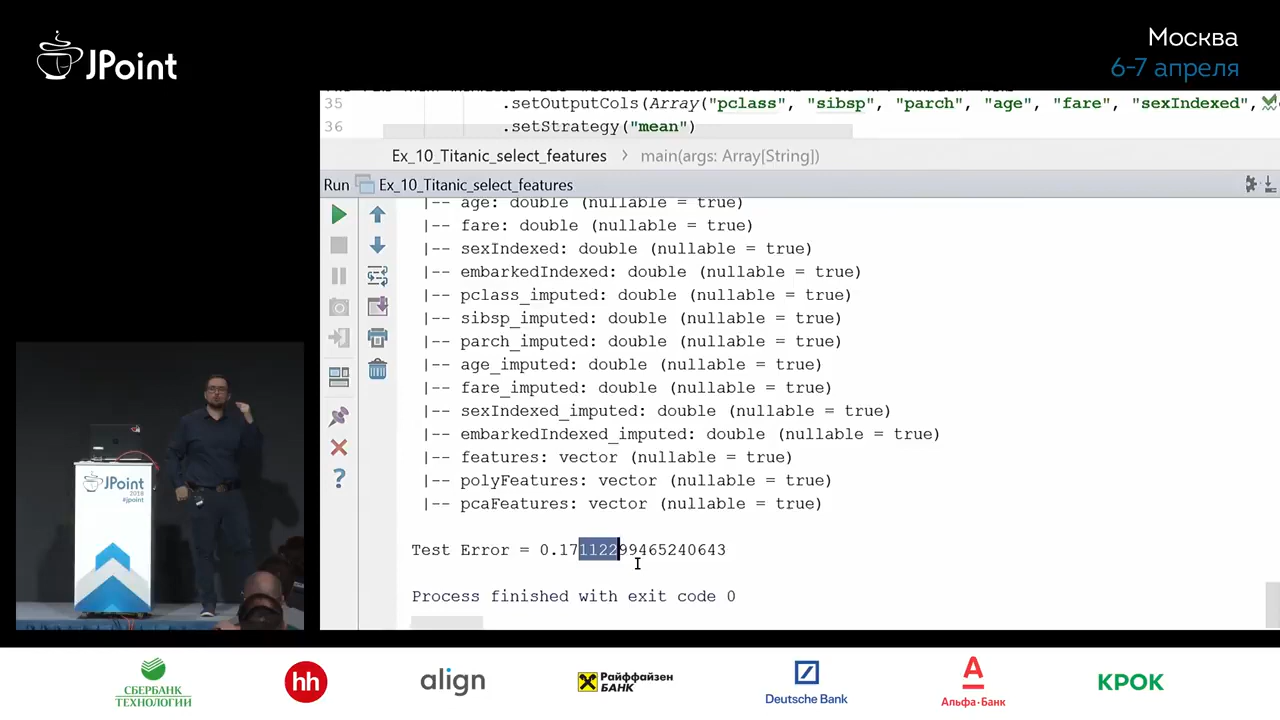 JPoint
Москва
6-7 апреля
35 .setOutputCols(Array("pclass", "sibsp", "parch", "age", "fare", "sexIndexed",
36 .setStrategy("mean")
Ex_10_Titanic_select_features > main(args: Array[String])
Run Ex_10_Titanic_select_features
|-- age: double (nullable = true)
|-- fare: double (nullable = true)
|-- sexIndexed: double (nullable = true)
|-- embarkedIndexed: double (nullable = true)
|-- pclass_imputed: double (nullable = true)
|-- sibsp_imputed: double (nullable = true)
|-- parch_imputed: double (nullable = true)
|-- age_imputed: double (nullable = true)
|-- fare_imputed: double (nullable = true)
|-- sexIndexed_imputed: double (nullable = true)
|-- embarkedIndexed_imputed: double (nullable = true)
|-- features: vector (nullable = true)
|-- polyFeatures: vector (nullable = true)
|-- pcaFeatures: vector (nullable = true)
Test Error = 0.17112299465240643
Process finished with exit code 0
JPoint
2018
#jpoint
СБЕРБАНК
ТЕХНОЛОГИИ
hh
align
Райффайзен
БАНК
Deutsche Bank
Альфа·Банк
КРОК